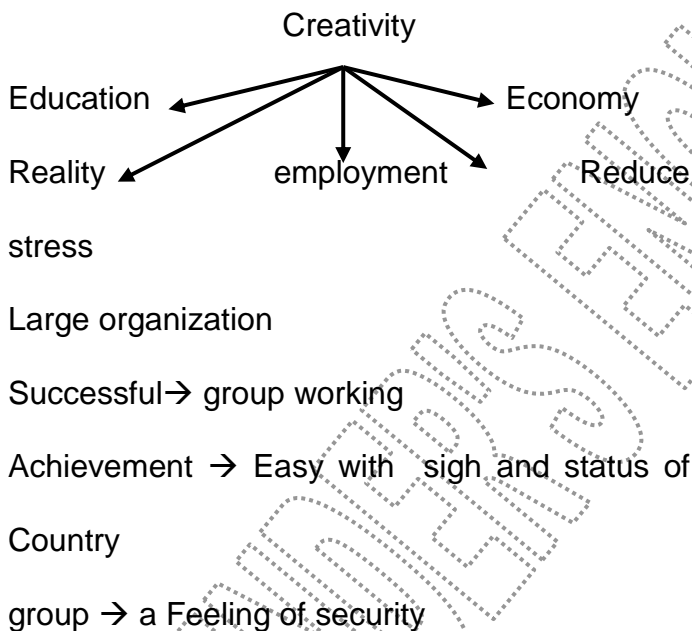 Creativity
Education Economy
Reality employment Reduce
stress
Large organization
Successful→ group working
Achievement → Easy with sigh and status of
Country
group → a Feeling of security